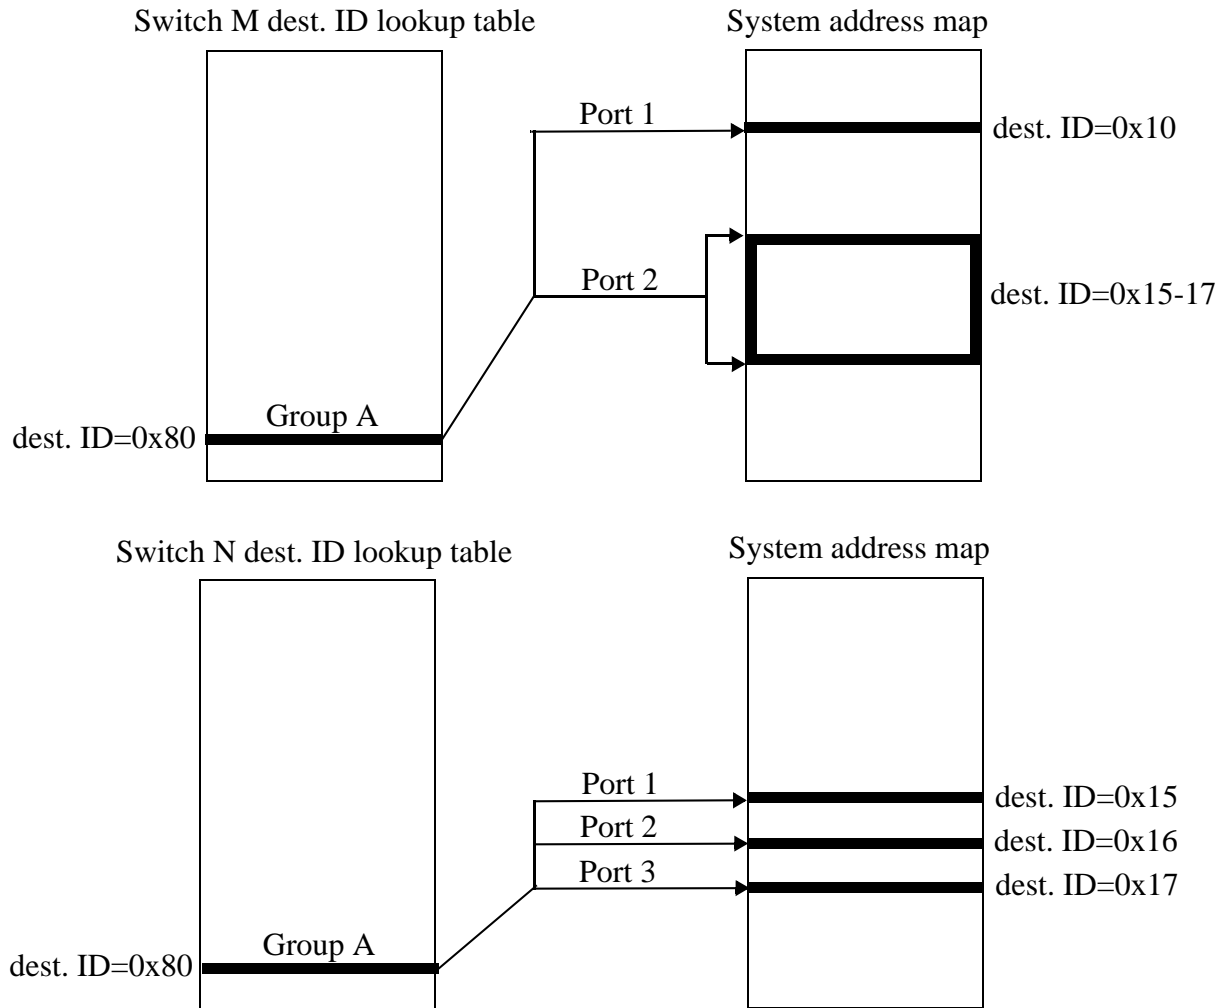 Switch M dest. ID lookup table
System address map
Port 1
dest. ID=0x10
Port 2
dest. ID=0x15-17
Group A
dest. ID=0x80
Switch N dest. ID lookup table
System address map
Port 1
dest. ID=0x15
Port 2
dest. ID=0x16
Port 3
dest. ID=0x17
Group A
dest. ID=0x80